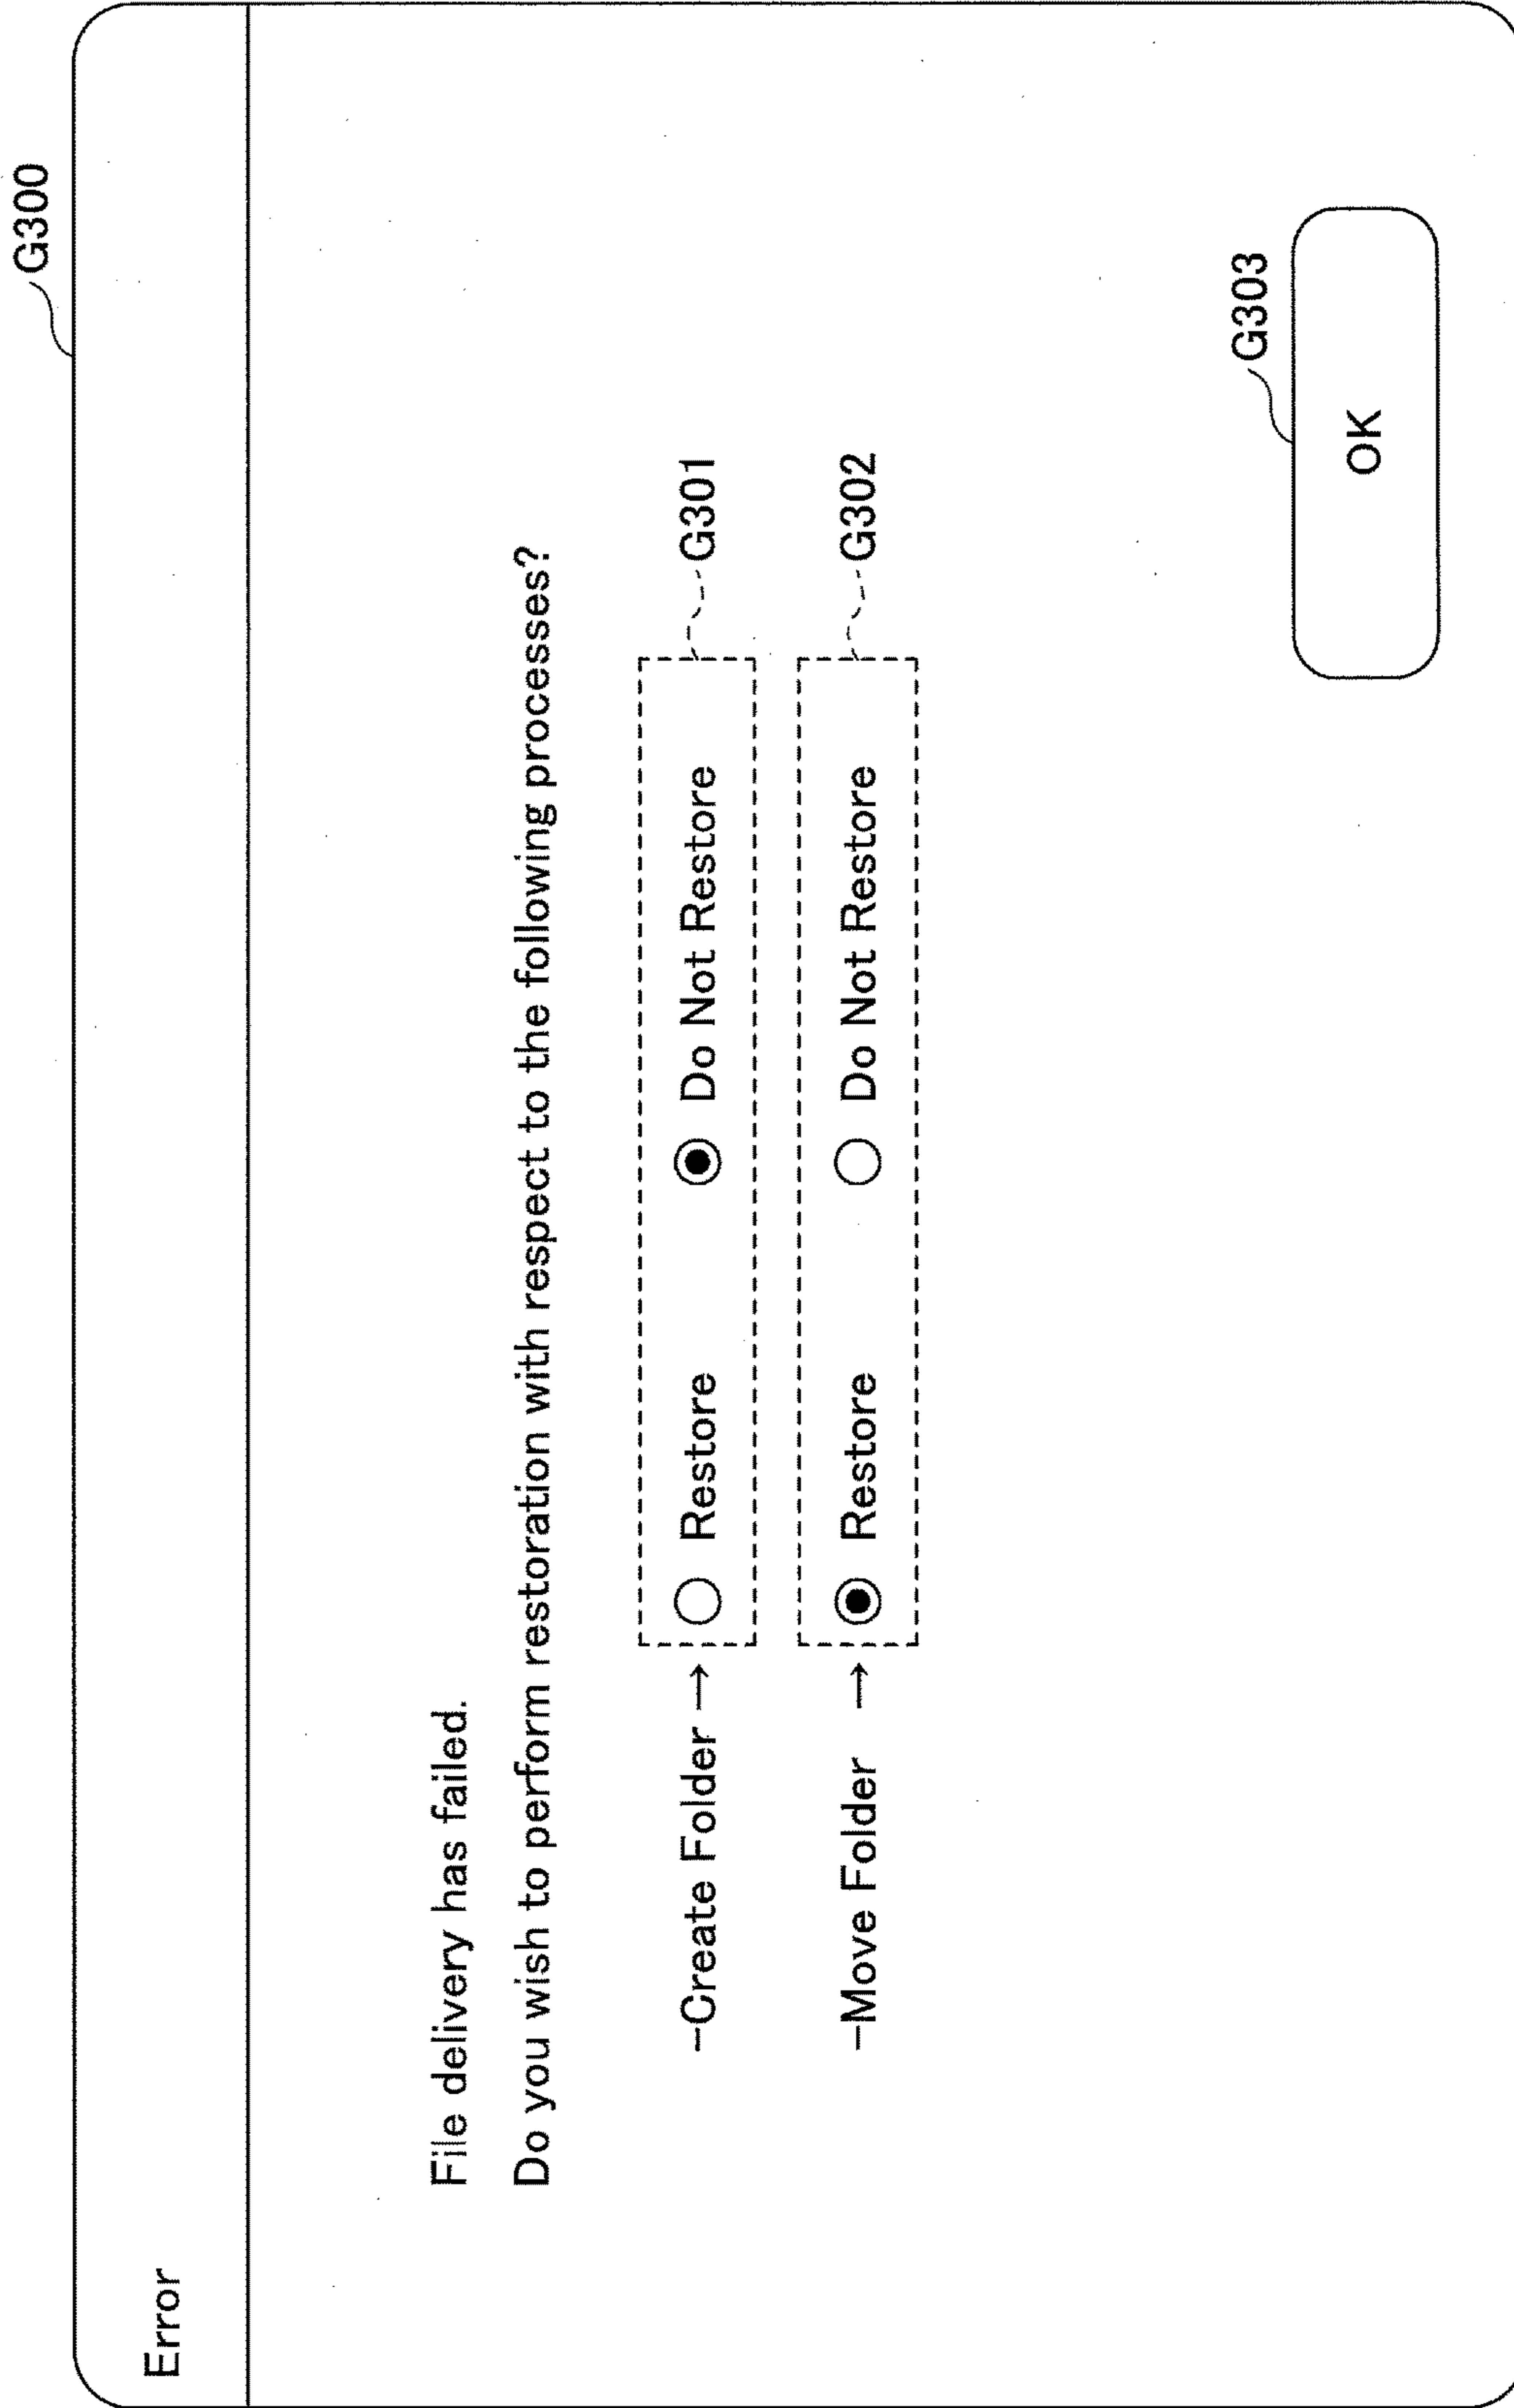 G300
Error
File delivery has failed.
Do you wish to perform restoration with respect to the following processes?
–Create Folder → Restore Do Not Restore G301
–Move Folder → Restore Do Not Restore G302
G303
OK